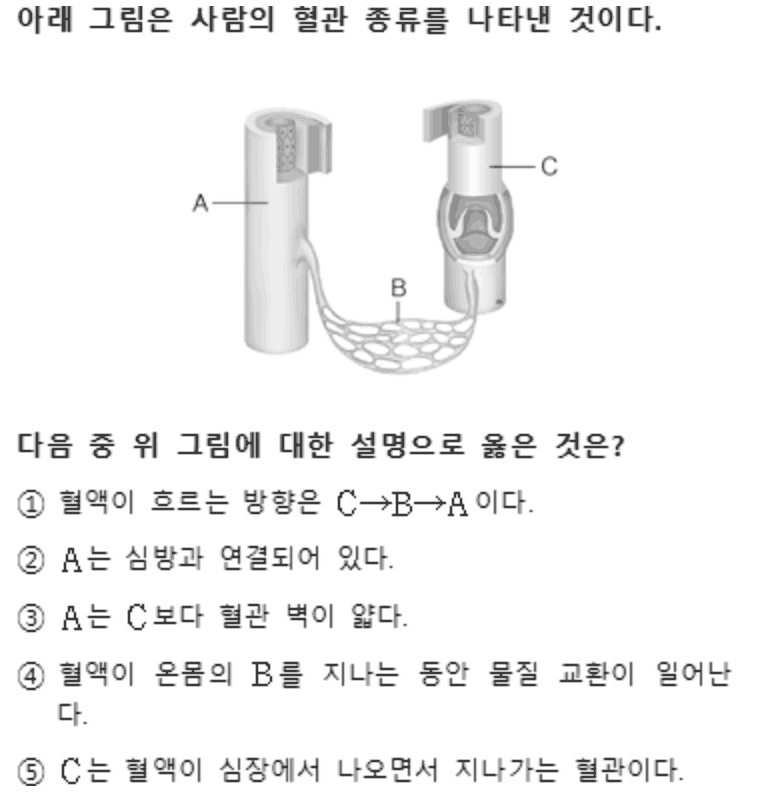 아래 그림은 사람의 혈관 종류를 나타낸 것이다.
A
C
B
다음 중 위 그림에 대한 설명으로 옳은 것은?
① 혈액이 흐르는 방향은 C→B→A이다.
② A는 심방과 연결되어 있다.
③ A는 C보다 혈관 벽이 얇다.
④ 혈액이 온몸의 B를 지나는 동안 물질 교환이 일어난
다.
⑤ C는 혈액이 심장에서 나오면서 지나가는 혈관이다.